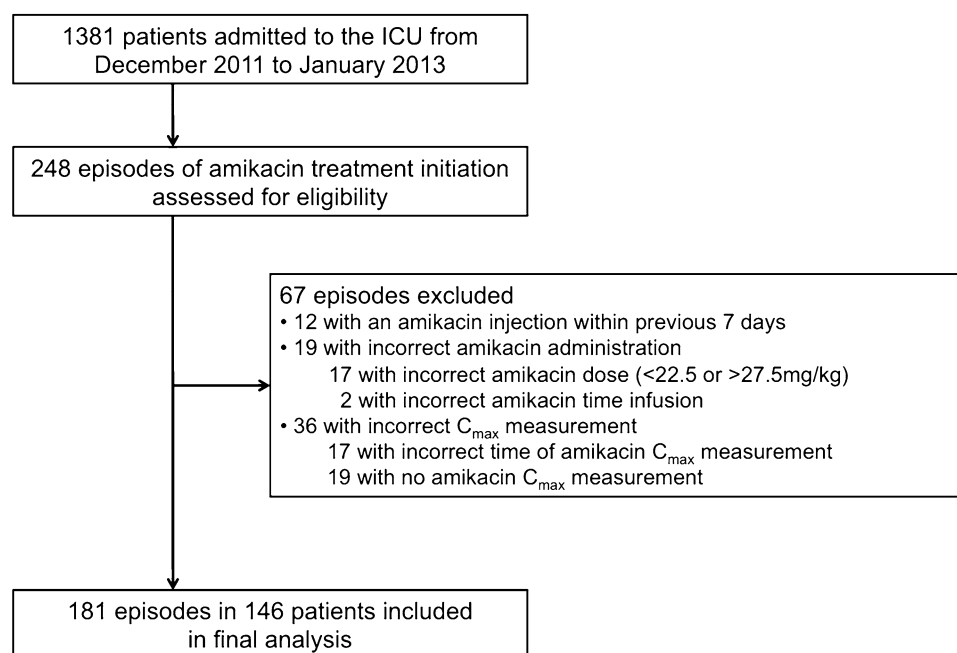 1381 patients admitted to the ICU from
December 2011 to January 2013
248 episodes of amikacin treatment initiation
assessed for eligibility
67 episodes excluded
• 12 with an amikacin injection within previous 7 days
• 19 with incorrect amikacin administration
17 with incorrect amikacin dose (<22.5 or >27.5mg/kg)
2 with incorrect amikacin time infusion
• 36 with incorrect Cmax measurement
17 with incorrect time of amikacin Cmax measurement
19 with no amikacin Cmax measurement
181 episodes in 146 patients included
in final analysis